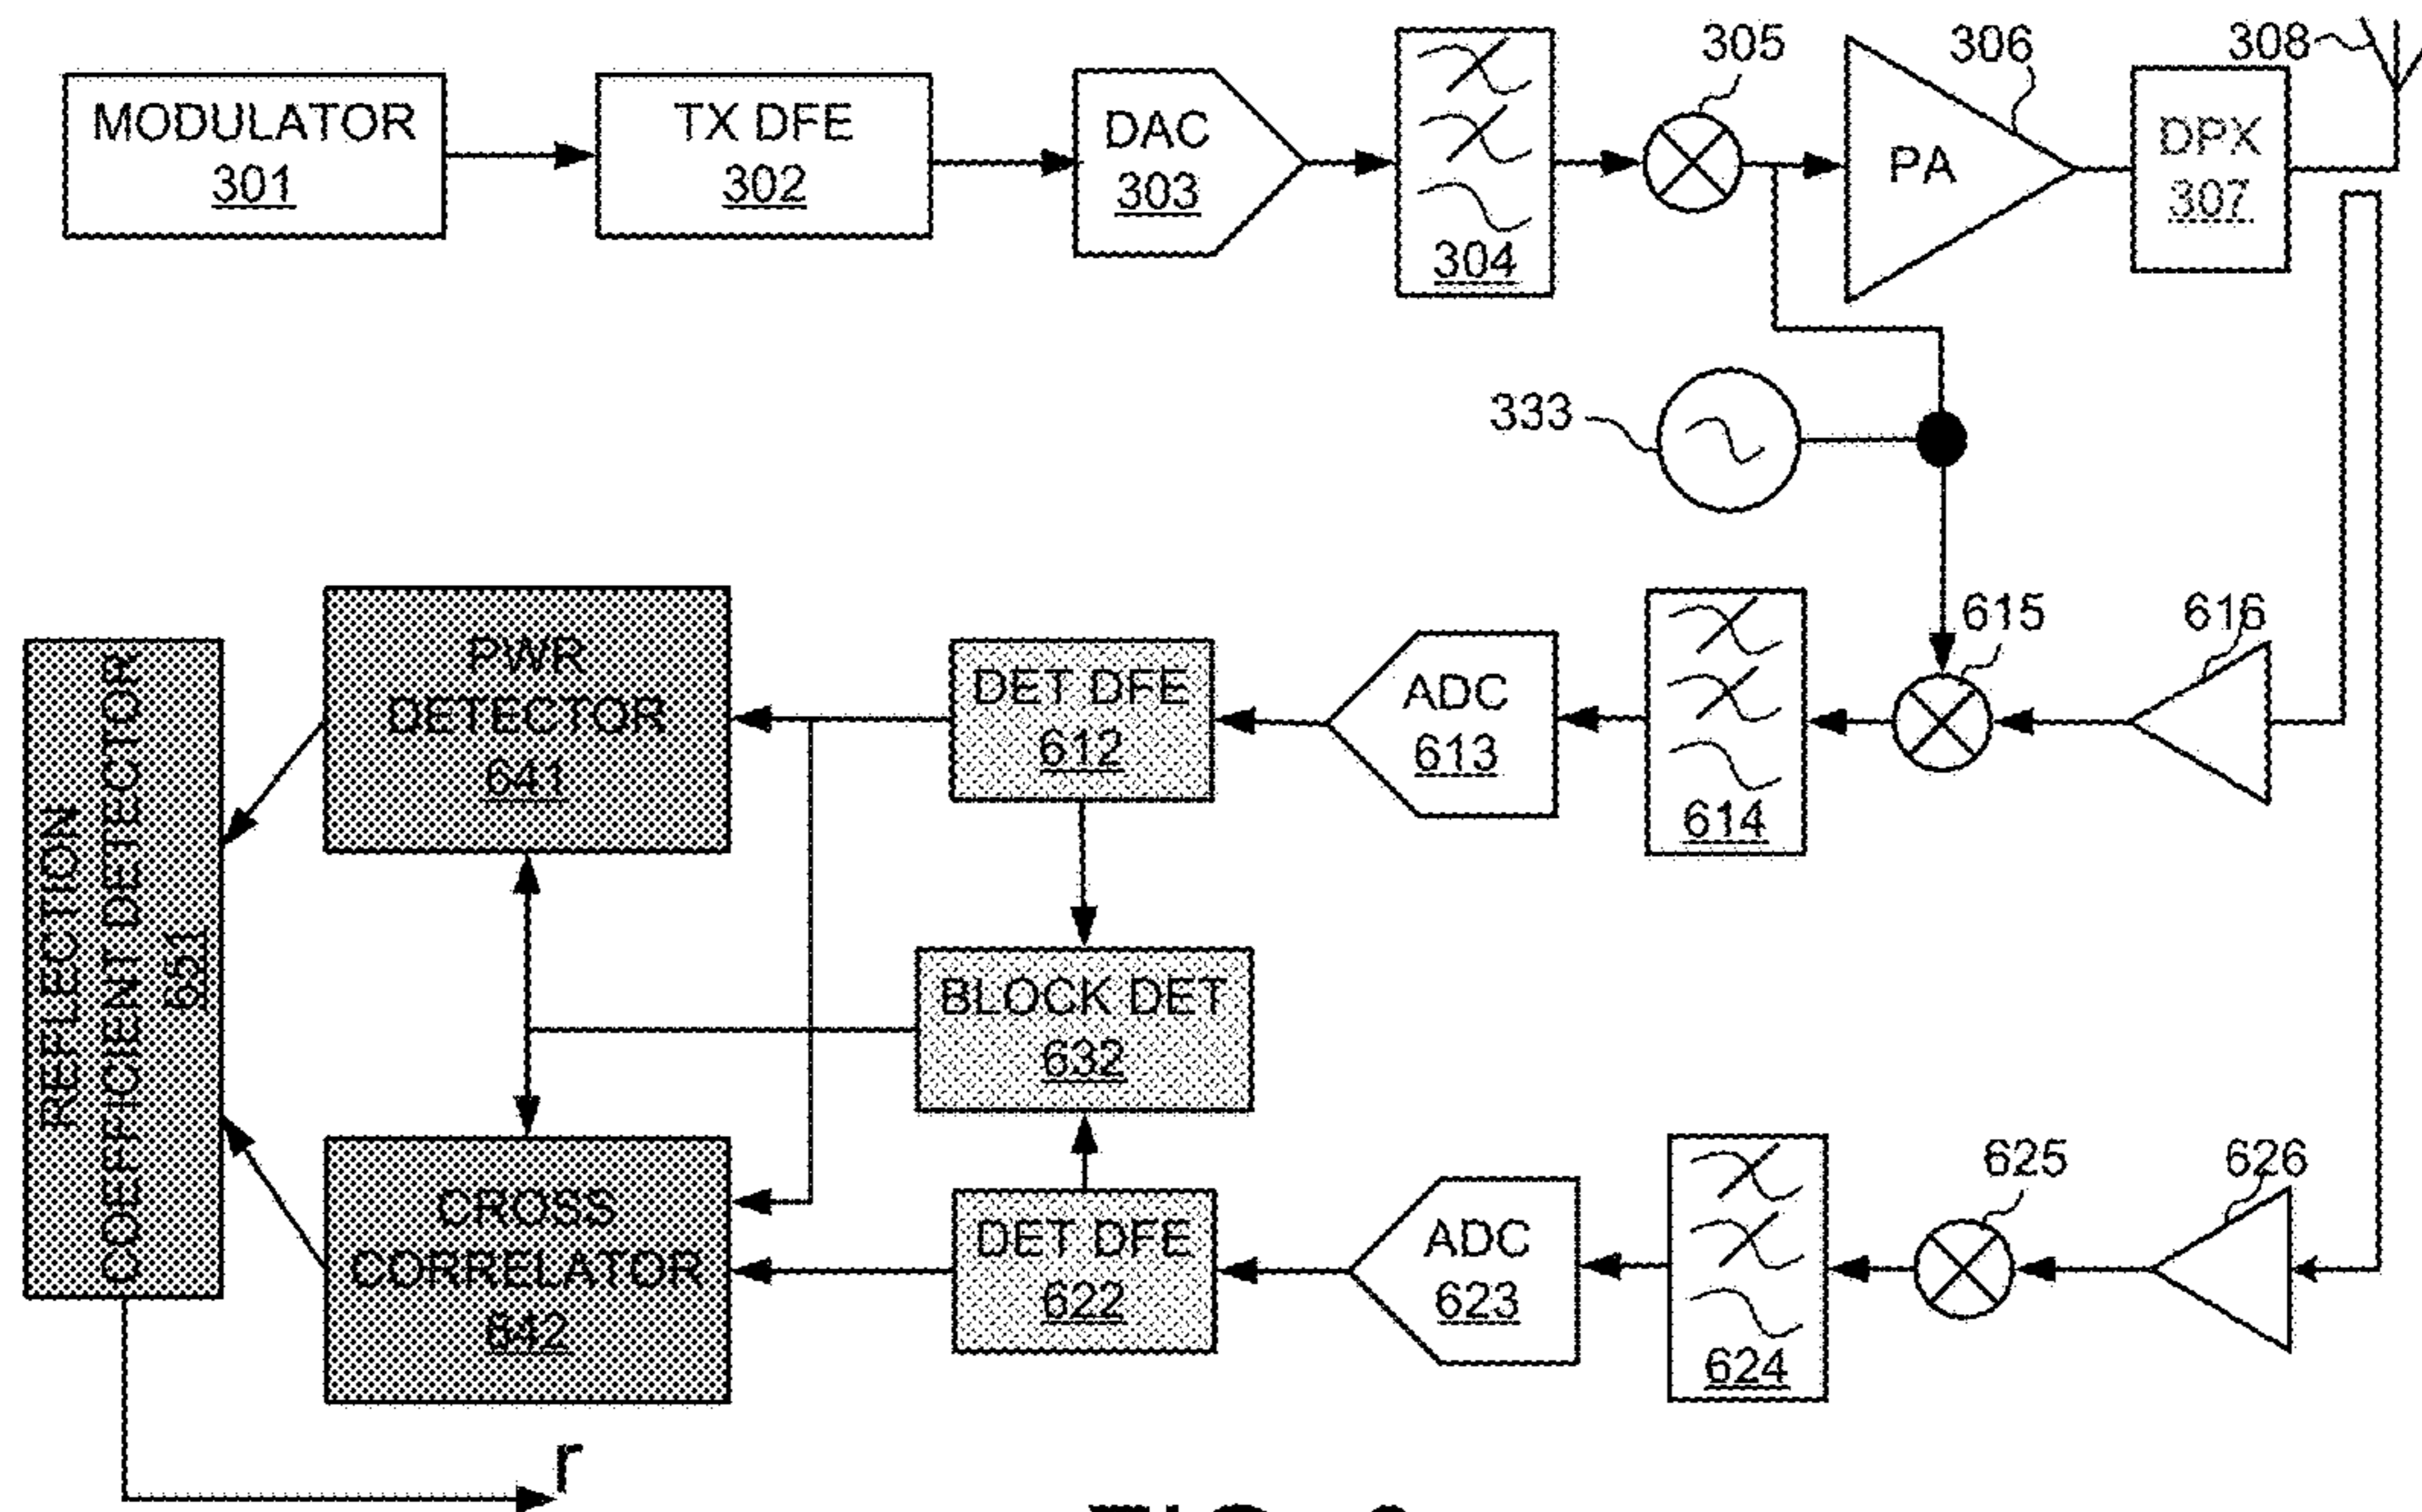 MODULATOR
301
TX DFE
302
DAC
303
304
305
PA
306
DPX
307
308
333
REFLECTION
COEFFICIENT DETECTOR
651
PWR
DETECTOR
641
DET DFE
612
ADC
613
614
615
616
BLOCK DET
632
CROSS
CORRELATOR
642
DET DFE
622
ADC
623
624
625
626
r